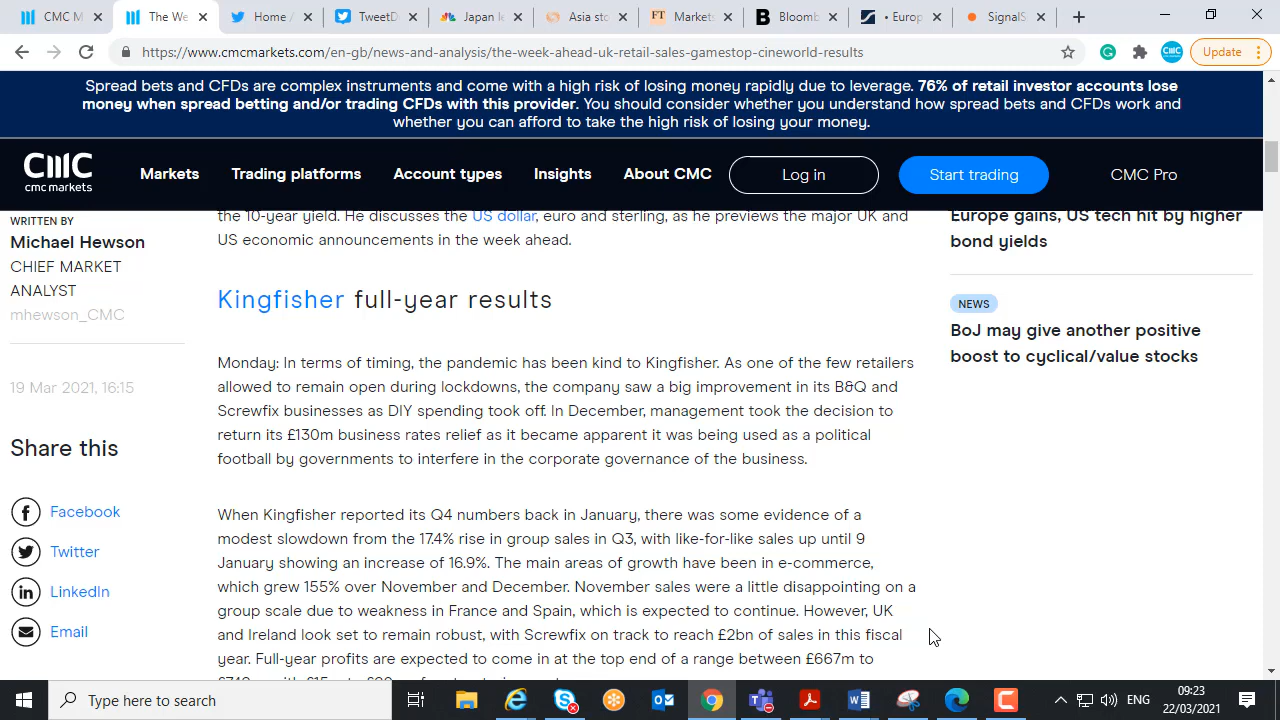 CMC M
The We
Home /
TweetD
Japan le
Asia sto
FT
Markets
Bloomb
• Europ
SignalS
https://www.cmcmarkets.com/en-gb/news-and-analysis/the-week-ahead-uk-retail-sales-gamestop-cineworld-results
CMC
Update
Spread bets and CFDs are complex instruments and come with a high risk of losing money rapidly due to leverage. 76% of retail investor accounts lose
money when spread betting and/or trading CFDs with this provider. You should consider whether you understand how spread bets and CFDs work and
whether you can afford to take the high risk of losing your money.
CMC
cmc markets
Markets
Trading platforms
Account types
Insights
About CMC
Log in
Start trading
CMC Pro
WRITTEN BY
Michael Hewson
CHIEF MARKET
ANALYST
mhewson_CMC
19 Mar 2021, 16:15
Share this
Facebook
Twitter
LinkedIn
Email
the 10-year yield. He discusses the US dollar, euro and sterling, as he previews the major UK and
US economic announcements in the week ahead.
Kingfisher full-year results
Monday: In terms of timing, the pandemic has been kind to Kingfisher. As one of the few retailers
allowed to remain open during lockdowns, the company saw a big improvement in its B&Q and
Screwfix businesses as DIY spending took off. In December, management took the decision to
return its £130m business rates relief as it became apparent it was being used as a political
football by governments to interfere in the corporate governance of the business.
When Kingfisher reported its Q4 numbers back in January, there was some evidence of a
modest slowdown from the 17.4% rise in group sales in Q3, with like-for-like sales up until 9
January showing an increase of 16.9%. The main areas of growth have been in e-commerce,
which grew 155% over November and December. November sales were a little disappointing on a
group scale due to weakness in France and Spain, which is expected to continue. However, UK
and Ireland look set to remain robust, with Screwfix on track to reach £2bn of sales in this fiscal
year. Full-year profits are expected to come in at the top end of a range between £667m to
Europe gains, US tech hit by higher
bond yields
NEWS
BoJ may give another positive
boost to cyclical/value stocks
Type here to search
ENG
09:23
22/03/2021